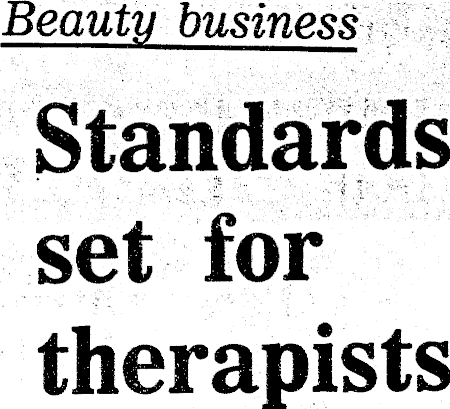 Beauty business
Standards
set for
therapists